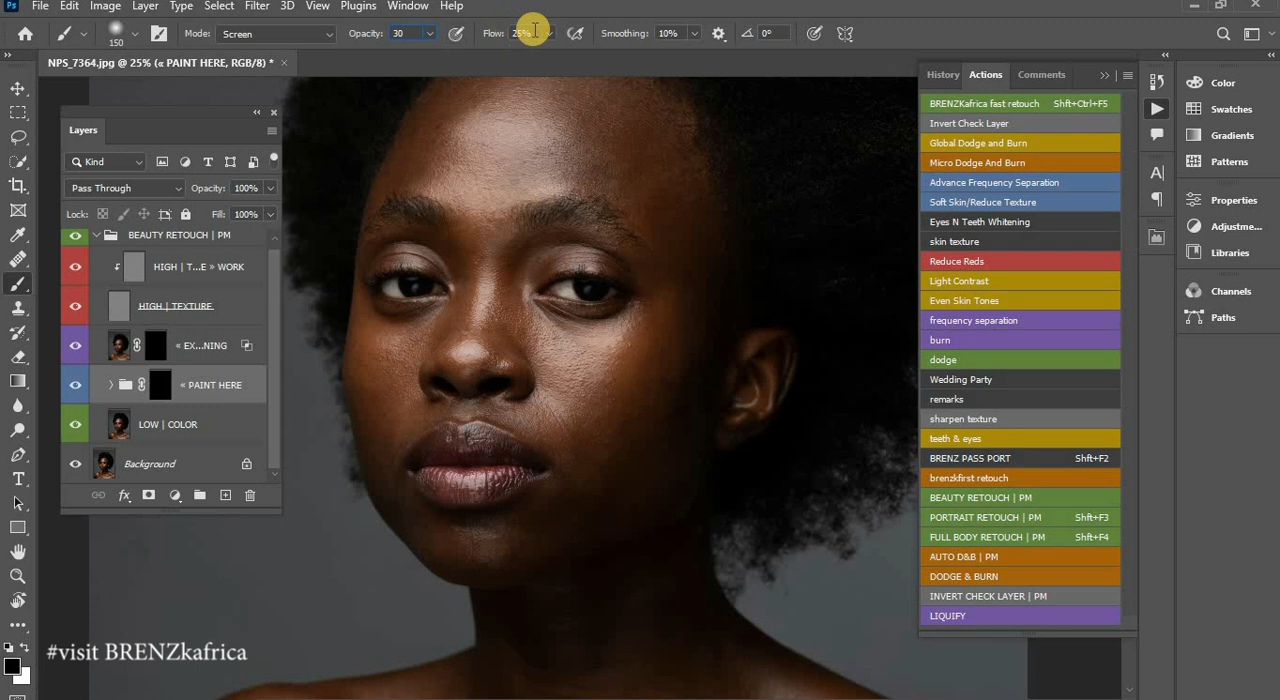 Ps File Edit Image Layer Type Select Filter 3D View Plugins Window Help
150 Mode: Screen Opacity: 30 Flow: 25% Smoothing: 10% 0°
NPS_7364.jpg @ 25% (« PAINT HERE, RGB/8) *
Layers
Kind
Pass Through Opacity: 100%
Lock: Fill: 100%
BEAUTY RETOUCH | PM
HIGH | T...E » WORK
HIGH | TEXTURE
« EX...NING
« PAINT HERE
LOW | COLOR
Background
fx
History Actions Comments
BRENZKafrica fast retouch Shft+Ctrl+F5
Invert Check Layer
Global Dodge and Burn
Micro Dodge And Burn
Advance Frequency Separation
Soft Skin/Reduce Texture
Eyes N Teeth Whitening
skin texture
Reduce Reds
Light Contrast
Even Skin Tones
frequency separation
burn
dodge
Wedding Party
remarks
sharpen texture
teeth & eyes
BRENZ PASS PORT Shft+F2
brenzkfirst retouch
BEAUTY RETOUCH | PM
PORTRAIT RETOUCH | PM Shft+F3
FULL BODY RETOUCH | PM Shft+F4
AUTO D&B | PM
DODGE & BURN
INVERT CHECK LAYER | PM
LIQUIFY
Color
Swatches
Gradients
Patterns
Properties
Adjustme...
Libraries
Channels
Paths
#visit BRENZkafrica